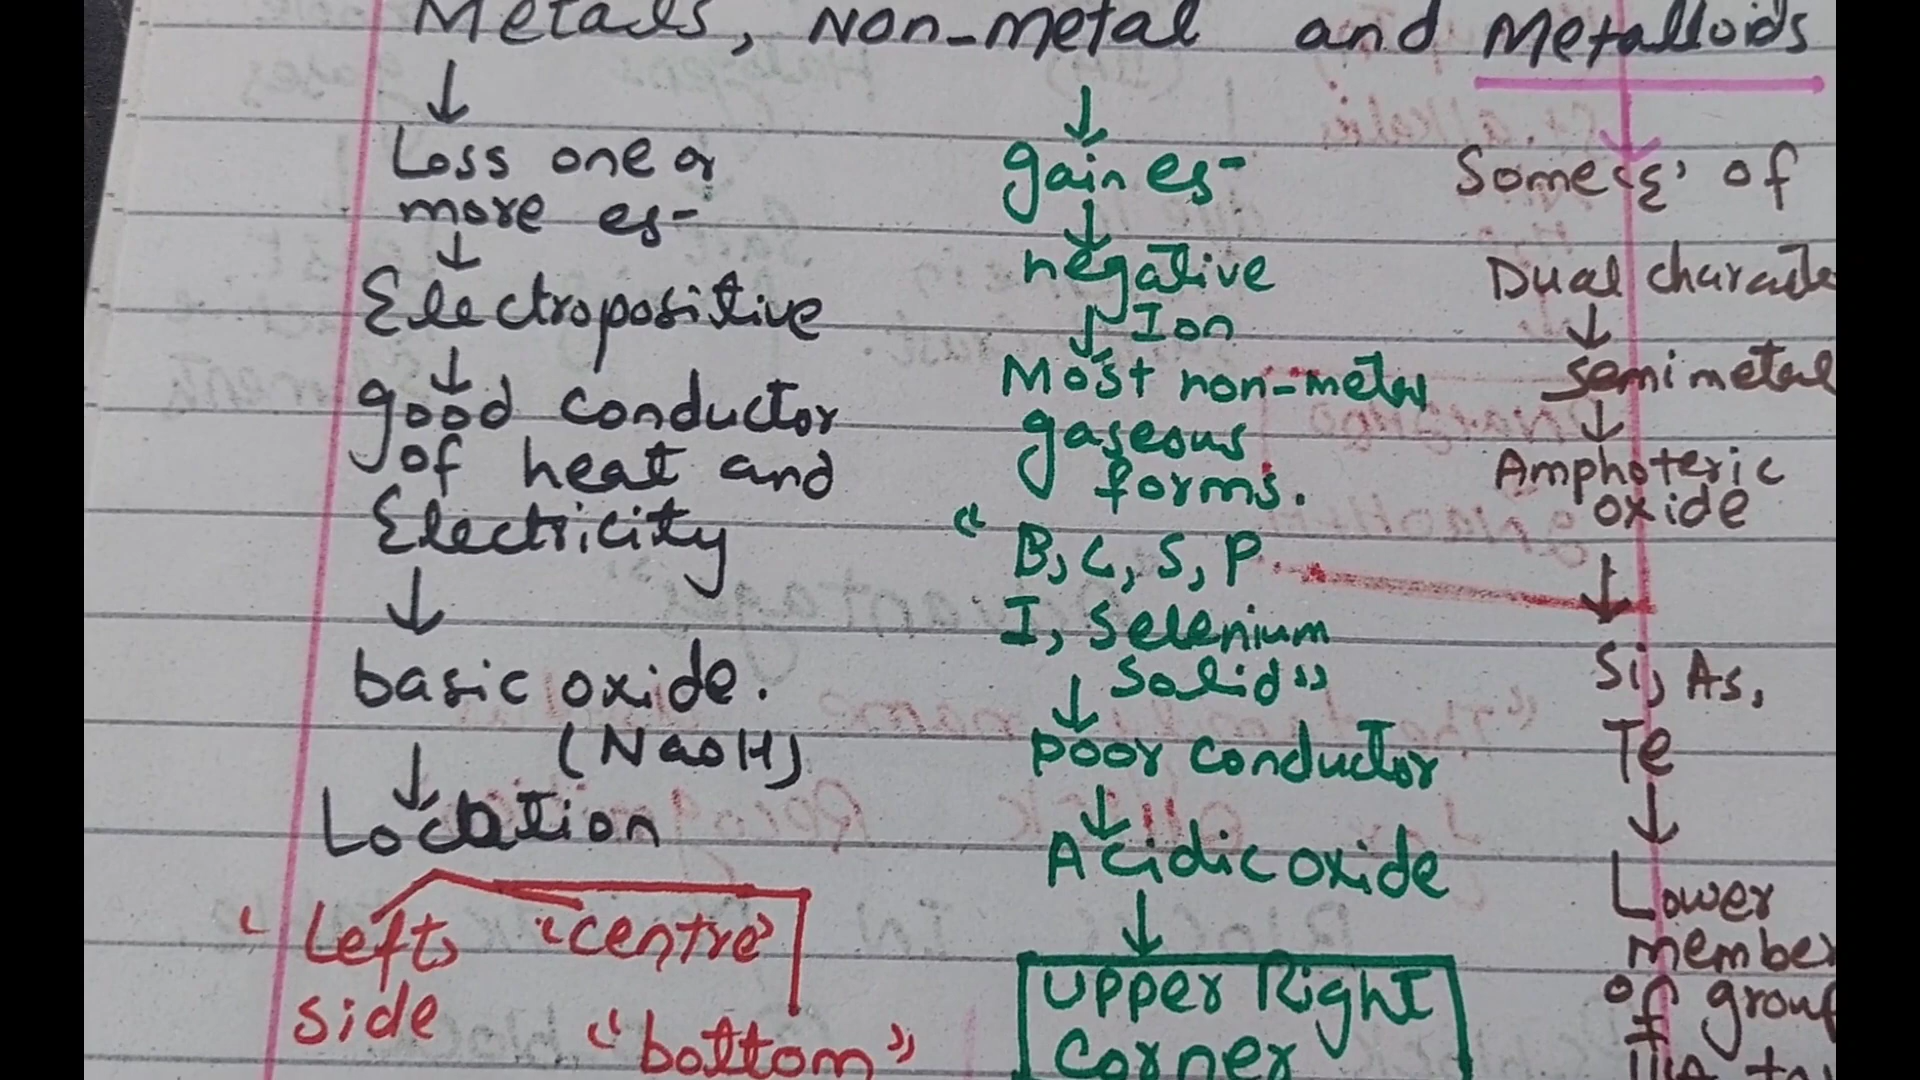 Metals, Non-metal and Metalloids
Loss one or
more es-
Electropositive
good conductor
of heat and
Electricity
basic oxide.
(NaOH)
Location
"Left
side
"centre"
"bottom"
gain es-
negative
Ion
Most non-metal
gaseous
forms.
"B, C, S, P
I, Selenium
Solid"
Poor conductor
Acidic oxide
Upper Right
Corner
Some of
Dual
semimetal
Amphoteric
oxide
Si, As,
Te
Lower
member
of group